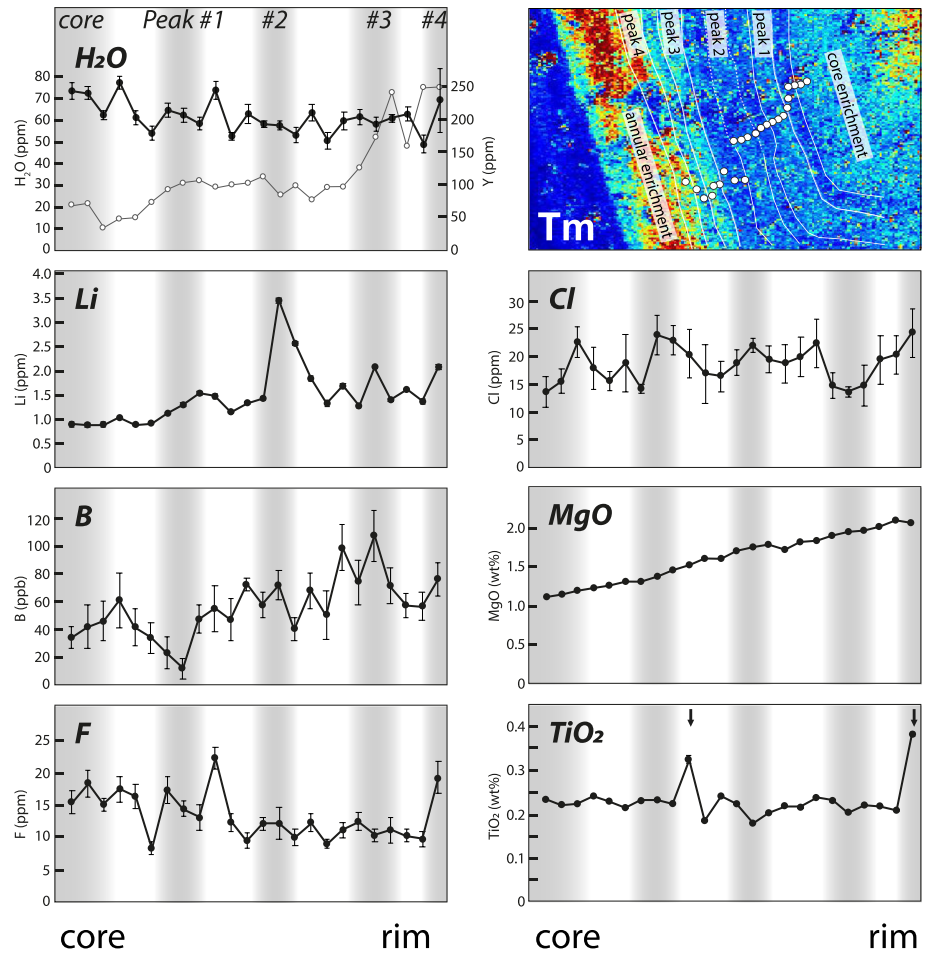 core Peak #1 #2 #3 #4
H₂O
H₂O (ppm)
80
70
60
50
40
30
20
10
0
250
200
150
100
50
0
Y (ppm)
peak 4
peak 3
peak 2
peak 1
core enrichment
annular enrichment
Tm
Li
Li (ppm)
4.0
3.5
3.0
2.5
2.0
1.5
1.0
0.5
0
Cl
Cl (ppm)
30
25
20
15
10
5
0
B
B (ppb)
120
100
80
60
40
20
0
MgO
MgO (wt%)
2.0
1.5
1.0
0.5
0
F
F (ppm)
25
20
15
10
5
0
TiO₂
TiO₂ (wt%)
0.4
0.3
0.2
0.1
0
core rim
core rim